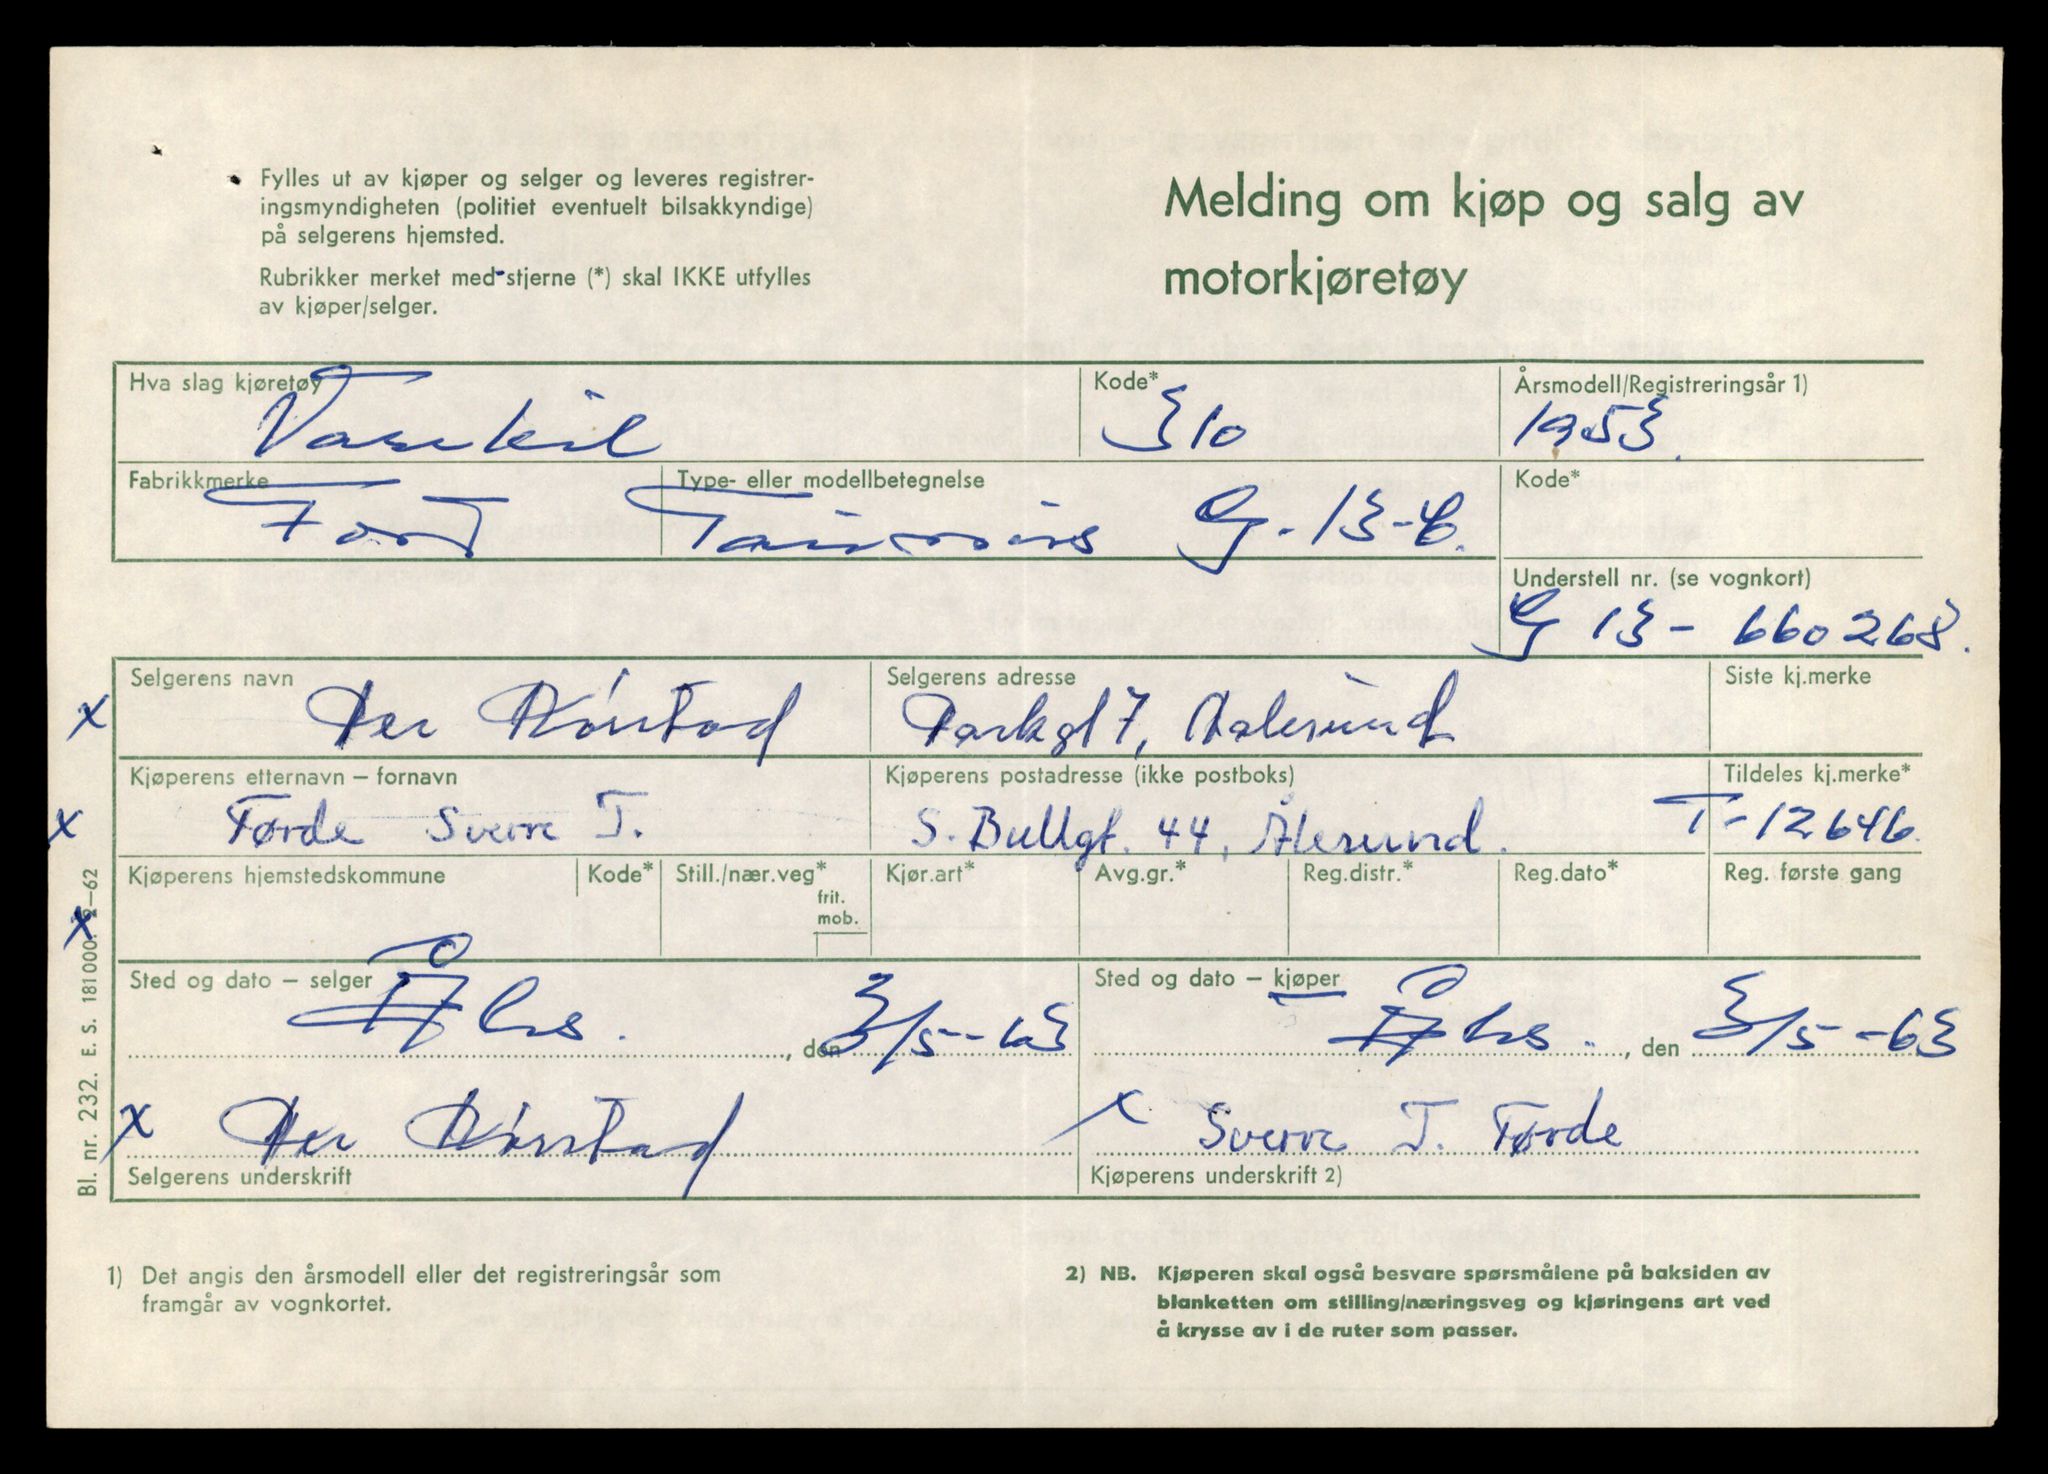 Fylles ut av kjøper og selger og leveres registrer-
ingsmyndigheten (politiet eventuelt bilsakkyndige)
på selgerens hjemsted.
Rubrikker merket med stjerne (*) skal IKKE utfylles
av kjøper/selger.
Melding om kjøp og salg av
motorkjøretøy
Hva slag kjøretøy
Varebil
Kode*
310
Årsmodell/Registreringsår 1)
1953
Fabrikkmerke
Ford
Type- eller modellbetegnelse
Taunus G-13-C.
Kode*
Understell nr. (se vognkort)
G 13 - 660268.
Selgerens navn
x Per
Selgerens adresse
Parkgt 7, Aalesund
Siste kj.merke
Kjøperens etternavn – fornavn
x Førde Sverre T.
Kjøperens postadresse (ikke postboks)
S. Bullgt. 44, Ålesund.
Tildeles kj.merke*
T-12646
Kjøperens hjemstedskommune
x
Kode*
Still./nær.veg*
frit.
mob.
Kjør.art*
Avg.gr.*
Reg.distr.*
Reg.dato*
Reg. første gang
Sted og dato – selger
Åls. , den 3/5-63
Sted og dato – kjøper
Åls. , den 3/5-63
x Per
Selgerens underskrift
x Sverre T. Førde
Kjøperens underskrift 2)
Bl. nr. 232. E. S. 181000. -62
1) Det angis den årsmodell eller det registreringsår som
framgår av vognkortet.
2) NB. Kjøperen skal også besvare spørsmålene på baksiden av
blanketten om stilling/næringsveg og kjøringens art ved
å krysse av i de ruter som passer.